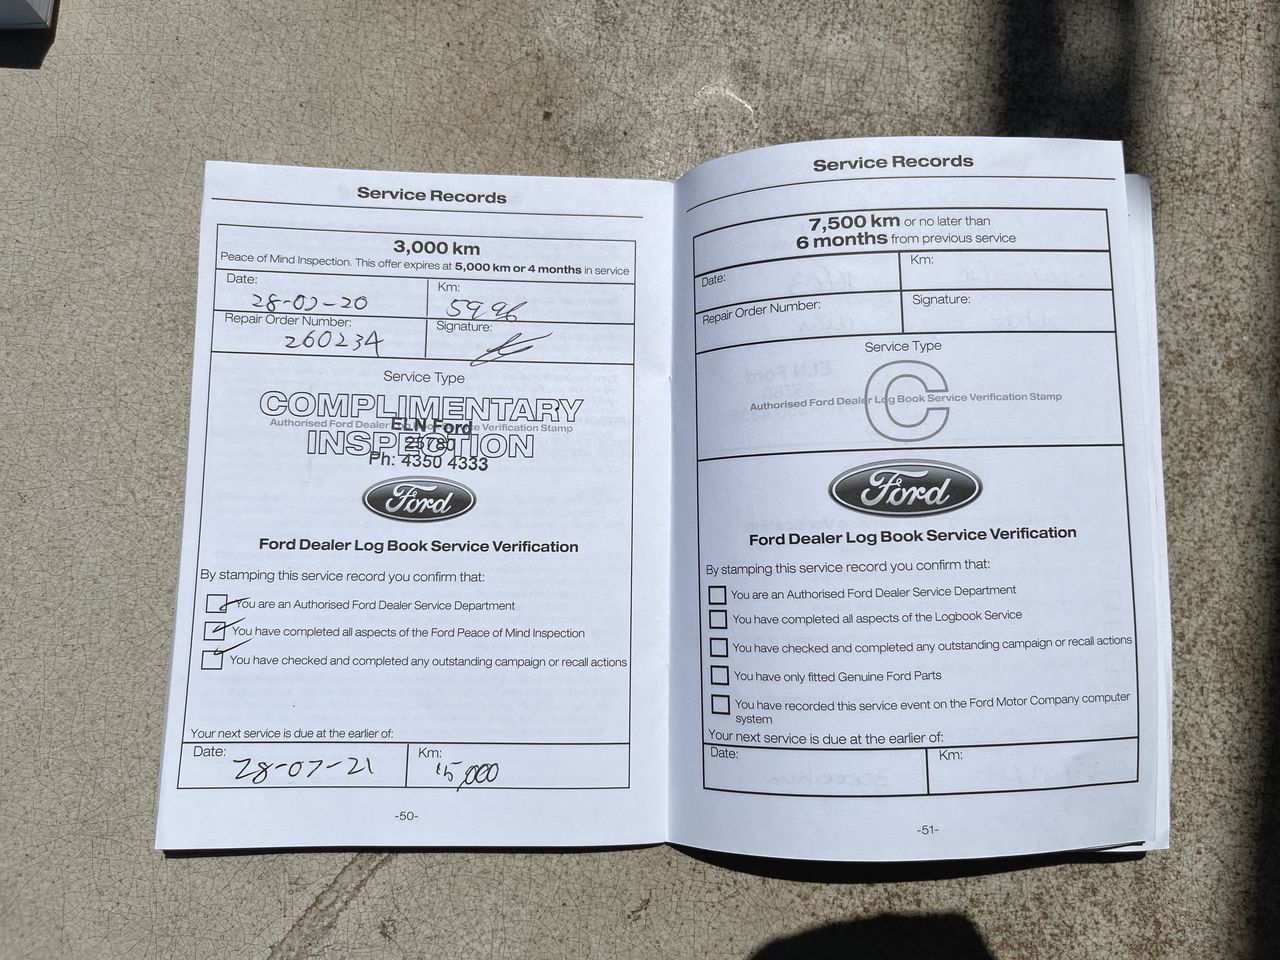 Service Records
3,000 km
Peace of Mind Inspection. This offer expires at 5,000 km or 4 months in service
Date:
28-07-20
Km:
5996
Repair Order Number:
260234
Signature:
Service Type
COMPLIMENTARY
Authorised Ford Dealer Log Book Service Verification Stamp
INSPECTION
ELN Ford
25780
Ph: 4350 4333
Ford
Ford Dealer Log Book Service Verification
By stamping this service record you confirm that:
You are an Authorised Ford Dealer Service Department
You have completed all aspects of the Ford Peace of Mind Inspection
You have checked and completed any outstanding campaign or recall actions
Your next service is due at the earlier of:
Date:
28-07-21
Km:
15,000
-50-
Service Records
7,500 km or no later than
6 months from previous service
Date:
Km:
Repair Order Number:
Signature:
Service Type
C
Authorised Ford Dealer Log Book Service Verification Stamp
Ford
Ford Dealer Log Book Service Verification
By stamping this service record you confirm that:
You are an Authorised Ford Dealer Service Department
You have completed all aspects of the Logbook Service
You have checked and completed any outstanding campaign or recall actions
You have only fitted Genuine Ford Parts
You have recorded this service event on the Ford Motor Company computer
system
Your next service is due at the earlier of:
Date:
Km:
-51-